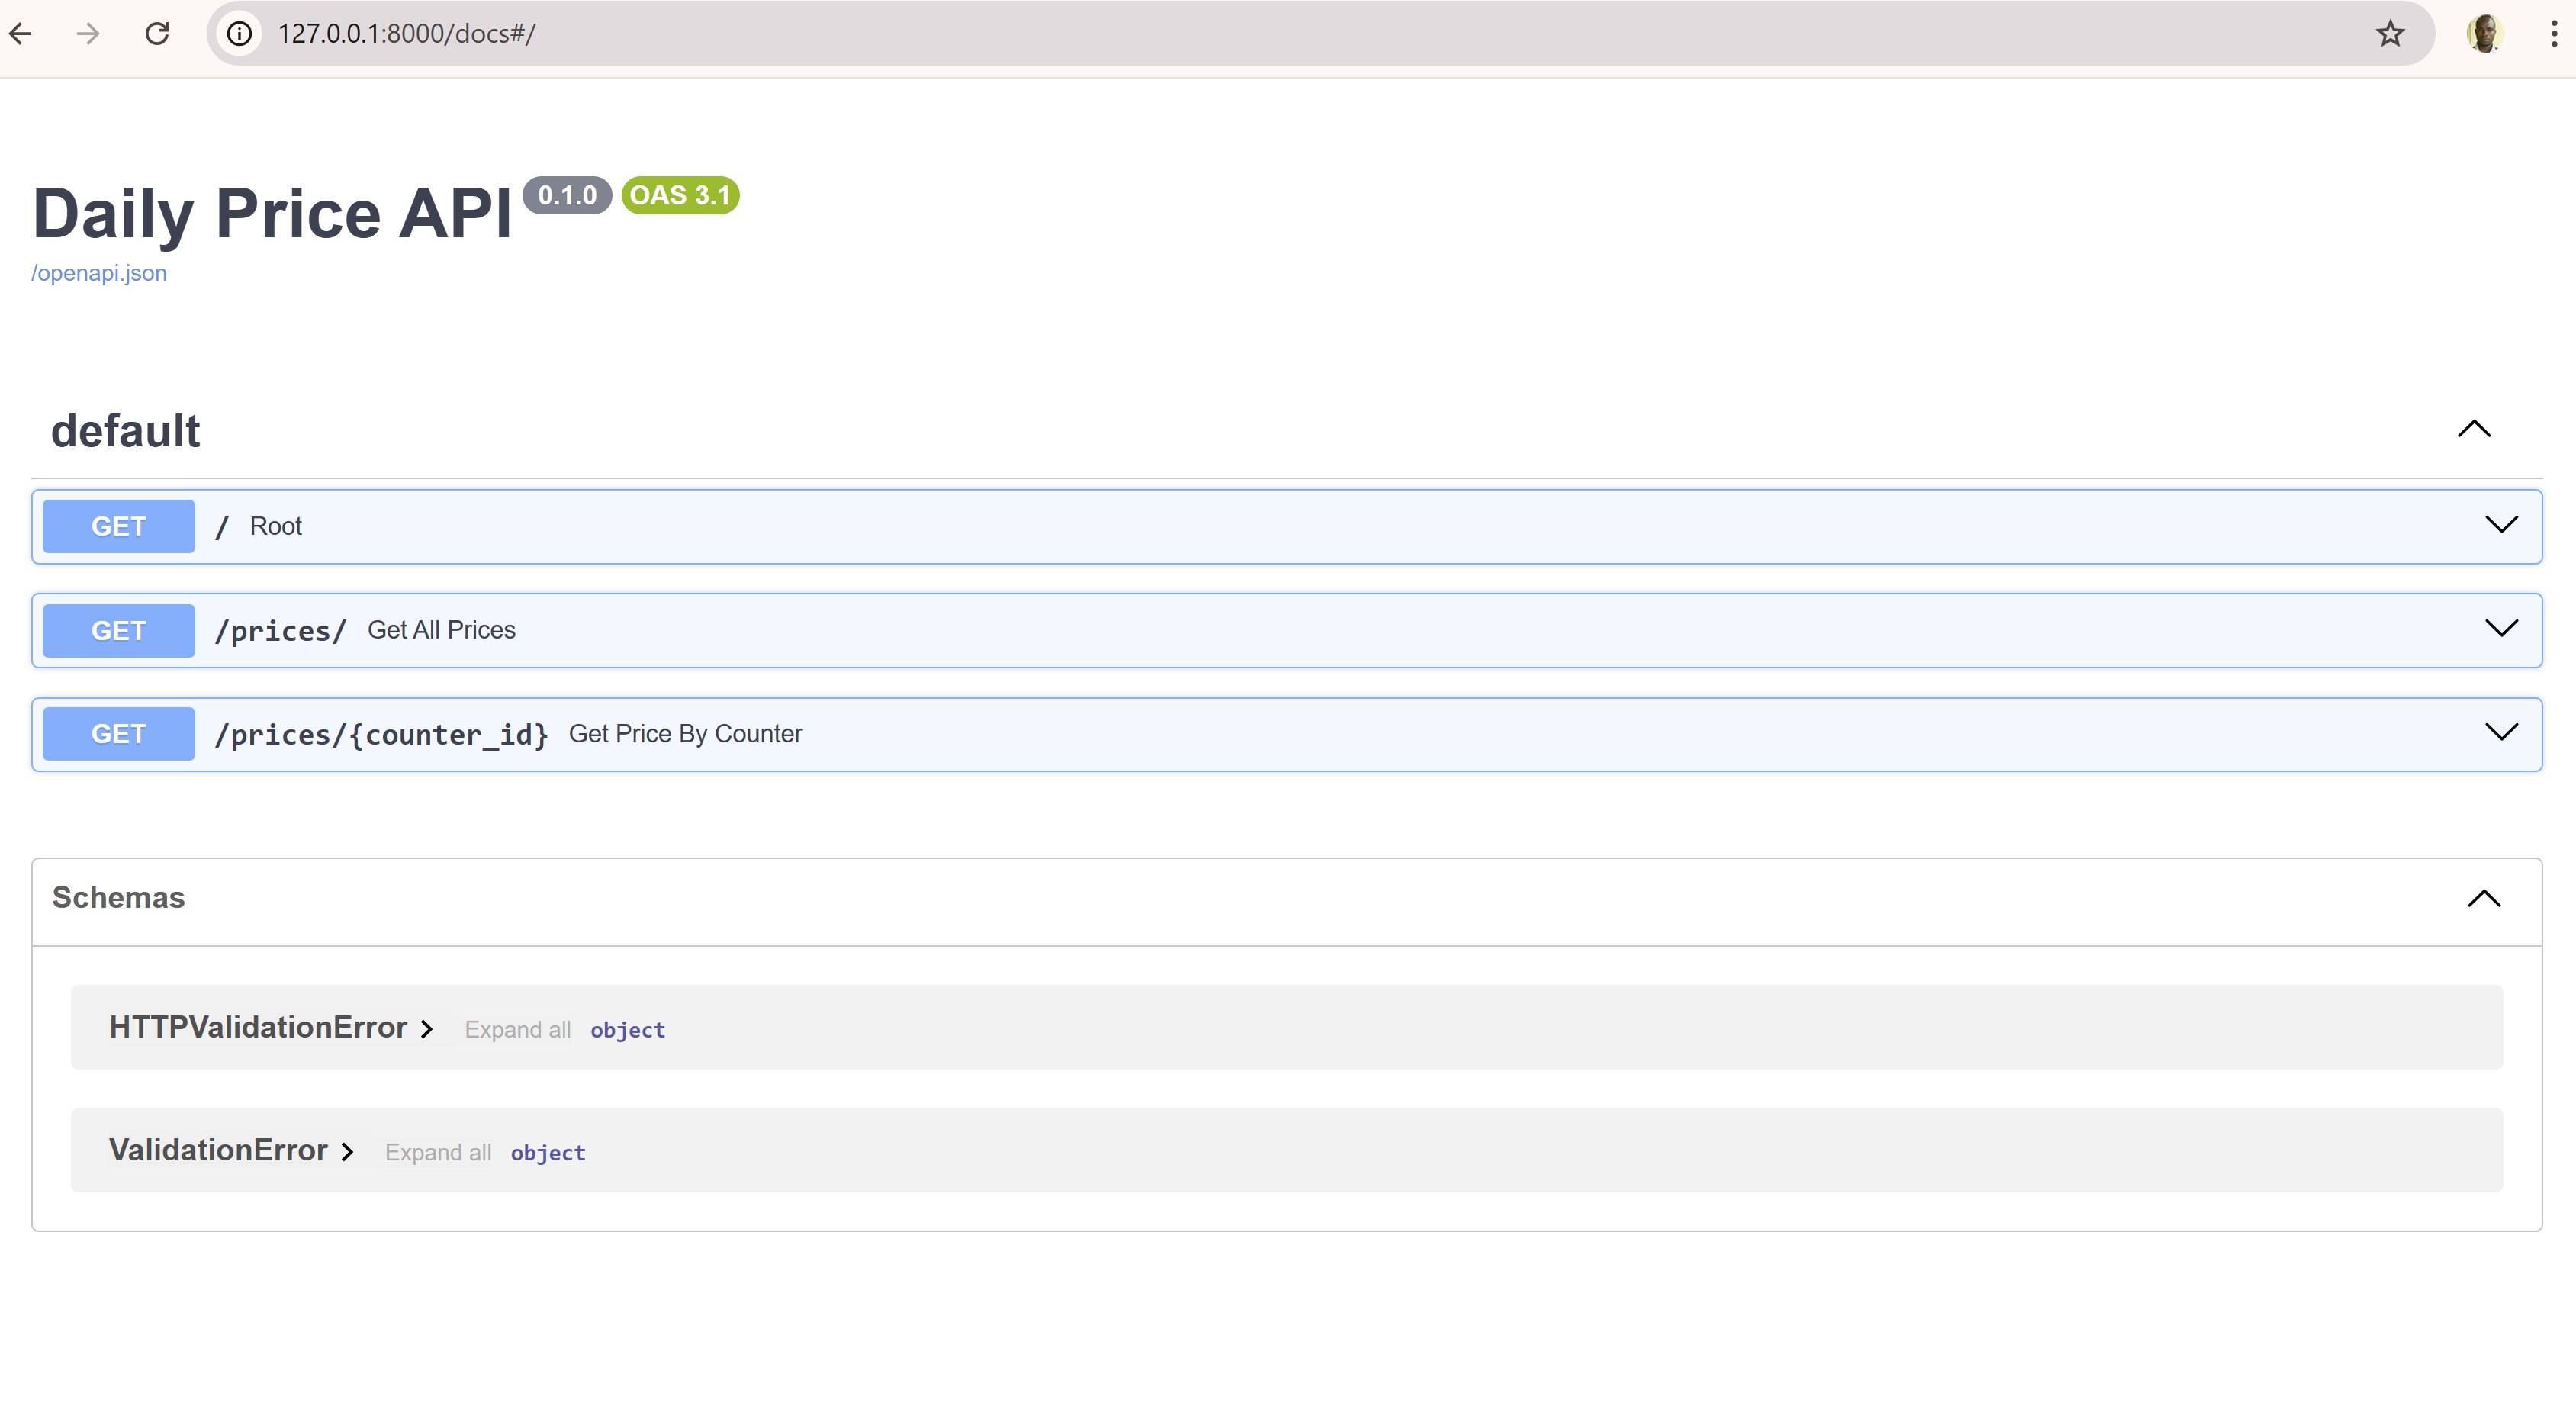 127.0.0.1:8000/docs#/
Daily Price API 0.1.0 OAS 3.1
/openapi.json
default
GET / Root
GET /prices/ Get All Prices
GET /prices/{counter_id} Get Price By Counter
Schemas
HTTPValidationError Expand all object
ValidationError Expand all object